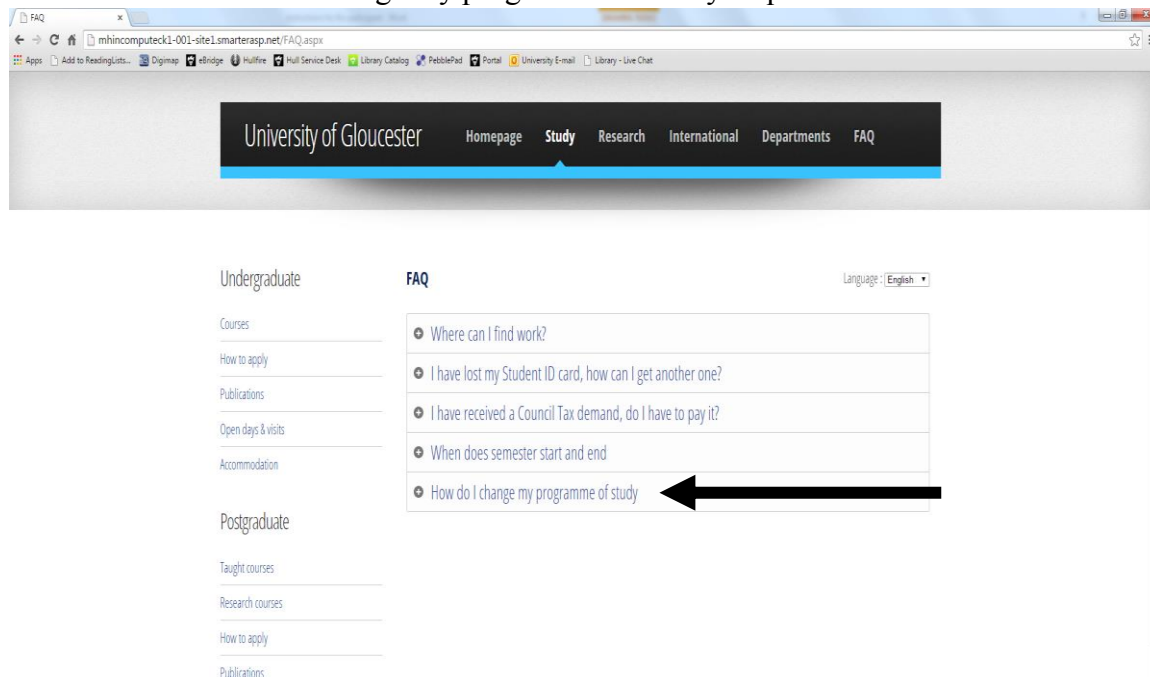 FAQ
mhincomputeck1-001-site1.smarterasp.net/FAQ.aspx
Apps Add to ReadingLists... Digimap eBridge Hullfire Hull Service Desk Library Catalog PebblePad Portal University E-mail Library - Live Chat
University of Gloucester Homepage Study Research International Departments FAQ
Undergraduate
Courses
How to apply
Publications
Open days & visits
Accommodation
Postgraduate
Taught courses
Research courses
How to apply
Publications
FAQ
Language : English
Where can I find work?
I have lost my Student ID card, how can I get another one?
I have received a Council Tax demand, do I have to pay it?
When does semester start and end
How do I change my programme of study